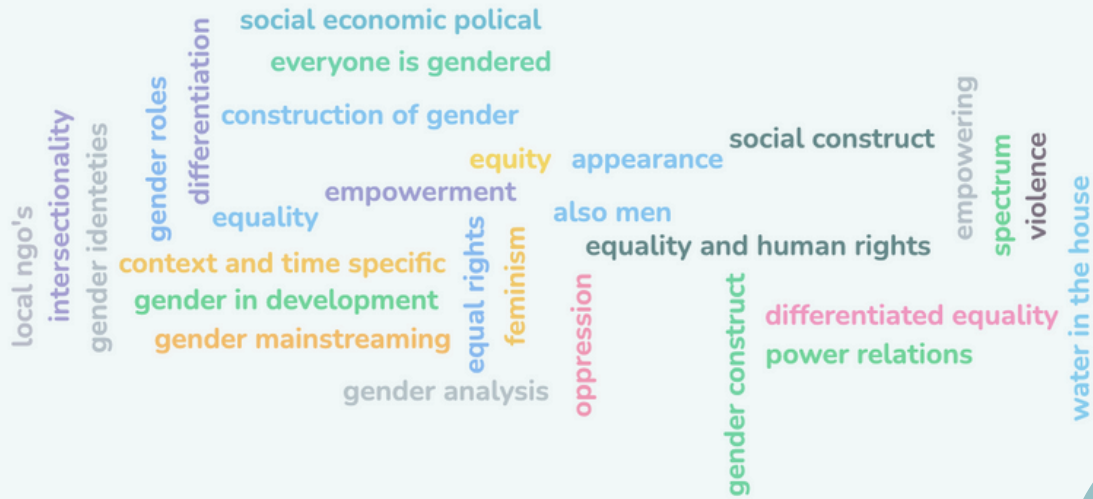 social economic polical
everyone is gendered
differentiation
gender roles
construction of gender
intersectionality
gender identeties
local ngo's
social construct
empowering
spectrum
violence
equity
appearance
empowerment
equality
also men
water in the house
equality and human rights
equal rights
feminism
context and time specific
gender in development
oppression
gender construct
differentiated equality
gender mainstreaming
power relations
gender analysis